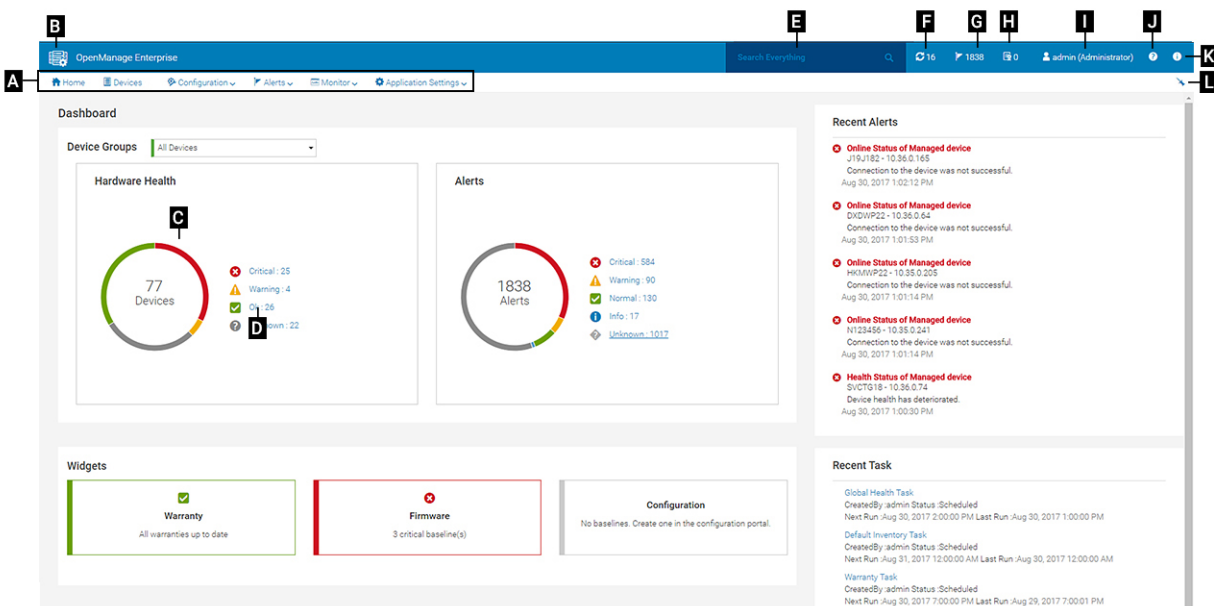 B
E
F
G
H
I
J
OpenManage Enterprise
Search Everything
16
1838
0
admin (Administrator)
K
A
Home
Devices
Configuration
Alerts
Monitor
Application Settings
L
Dashboard
Device Groups
All Devices
Hardware Health
C
77
Devices
Critical : 25
Warning : 4
Ok : 26
D
: 22
Alerts
1838
Alerts
Critical : 584
Warning : 90
Normal : 130
Info : 17
Unknown : 1017
Widgets
Warranty
All warranties up to date
Firmware
3 critical baseline(s)
Configuration
No baselines. Create one in the configuration portal.
Recent Alerts
Online Status of Managed device
J19J182 - 10.36.0.165
Connection to the device was not successful.
Aug 30, 2017 1:02:12 PM
Online Status of Managed device
DXDWP22 - 10.36.0.64
Connection to the device was not successful.
Aug 30, 2017 1:01:53 PM
Online Status of Managed device
HKMWP22 - 10.35.0.205
Connection to the device was not successful.
Aug 30, 2017 1:01:14 PM
Online Status of Managed device
N123456 - 10.35.0.241
Connection to the device was not successful.
Aug 30, 2017 1:01:14 PM
Health Status of Managed device
SVCTG18 - 10.36.0.74
Device health has deteriorated.
Aug 30, 2017 1:00:30 PM
Recent Task
Global Health Task
CreatedBy :admin Status :Scheduled
Next Run :Aug 30, 2017 2:00:00 PM Last Run :Aug 30, 2017 1:00:00 PM
Default Inventory Task
CreatedBy :admin Status :Scheduled
Next Run :Aug 31, 2017 12:00:00 AM Last Run :Aug 30, 2017 12:00:00 AM
Warranty Task
CreatedBy :admin Status :Scheduled
Next Run :Aug 30, 2017 7:00:00 PM Last Run :Aug 29, 2017 7:00:01 PM